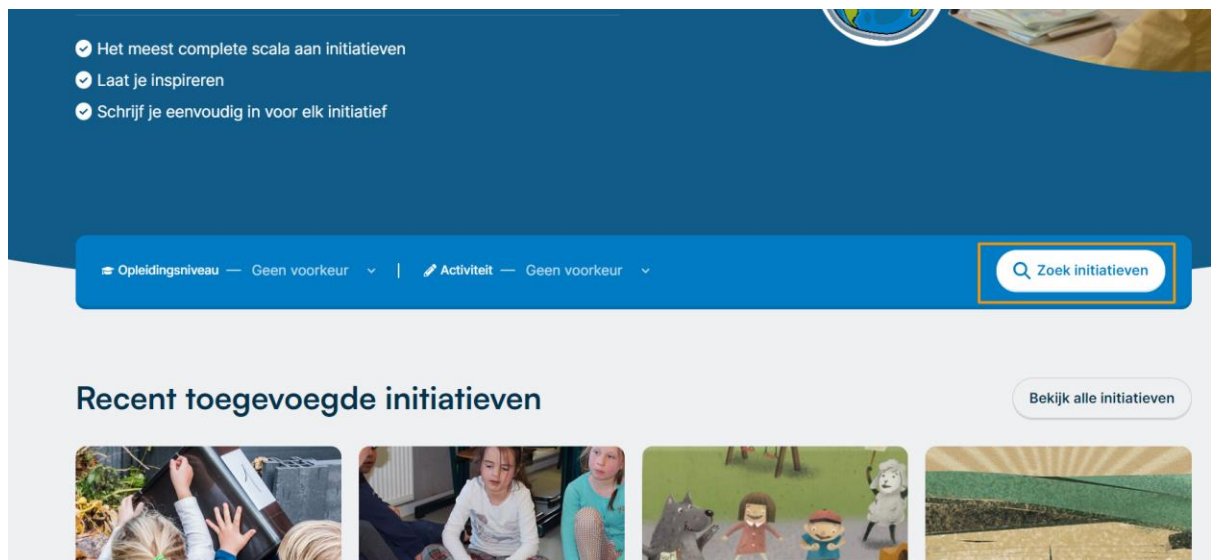 Het meest complete scala aan initiatieven
Laat je inspireren
Schrijf je eenvoudig in voor elk initiatief
Opleidingsniveau — Geen voorkeur | Activiteit — Geen voorkeur Zoek initiatieven
Recent toegevoegde initiatieven Bekijk alle initiatieven